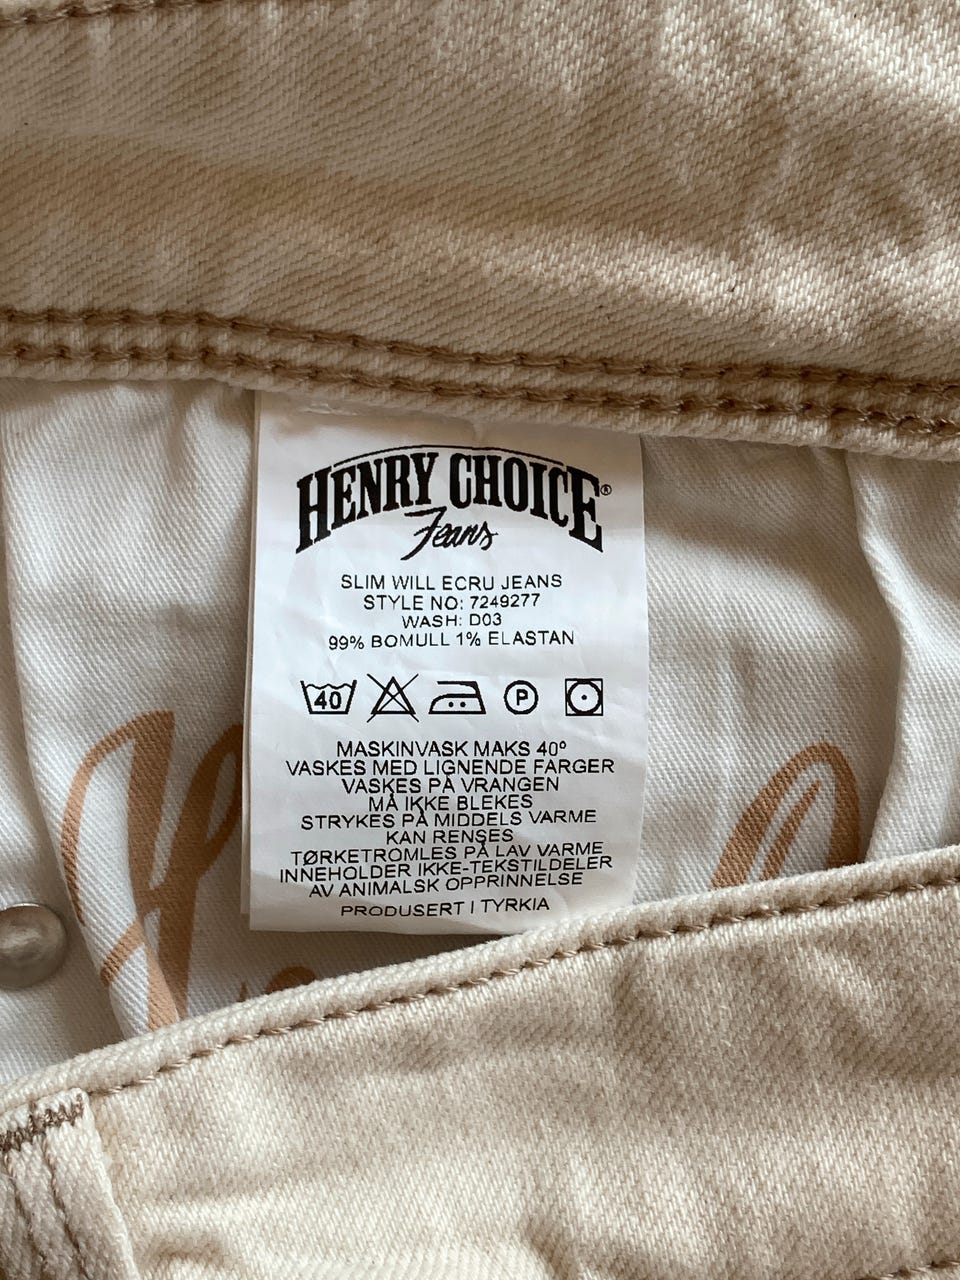 HENRY CHOICE®
Jeans
SLIM WILL ECRU JEANS
STYLE NO: 7249277
WASH: D03
99% BOMULL 1% ELASTAN
40 P
MASKINVASK MAKS 40º
VASKES MED LIGNENDE FARGER
VASKES PÅ VRANGEN
MÅ IKKE BLEKES
STRYKES PÅ MIDDELS VARME
KAN RENSES
TØRKETROMLES PÅ LAV VARME
INNEHOLDER IKKE-TEKSTILDELER
AV ANIMALSK OPPRINNELSE
PRODUSERT I TYRKIA